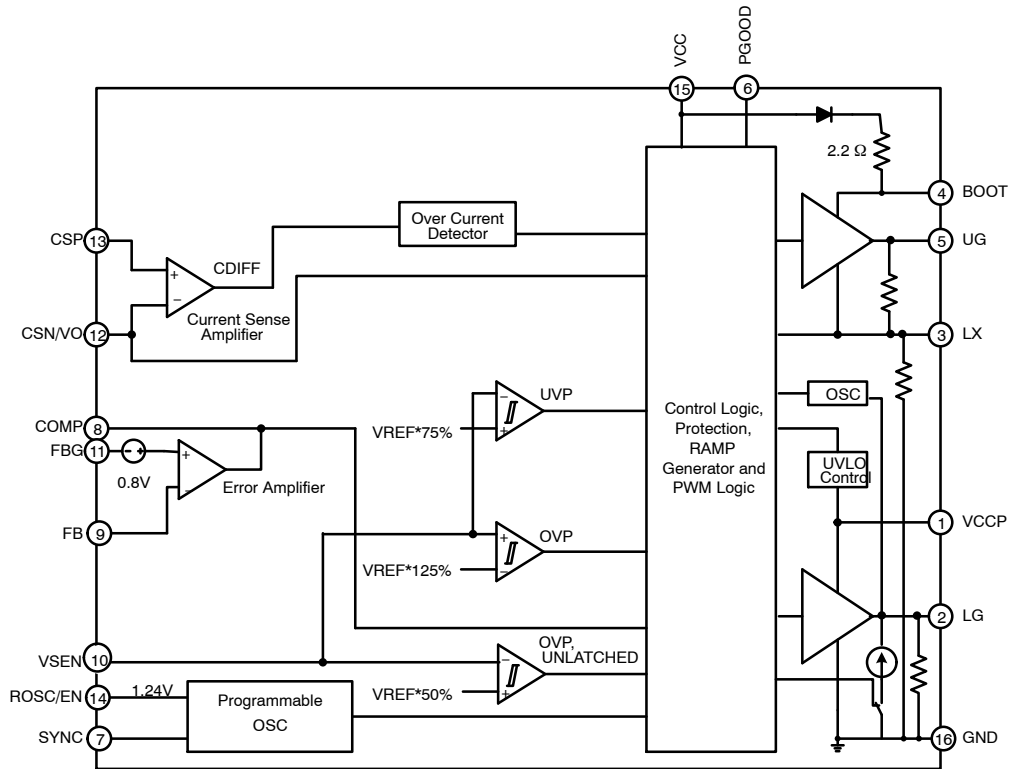 VCC
PGOOD
15
6
2.2 Ω
4
BOOT
Over Current
Detector
CSP
13
5
UG
+
CDIFF
−
Current Sense
Amplifier
CSN/VO
12
3
LX
OSC
−
UVP
VREF*75%
+
COMP
8
Control Logic,
Protection,
RAMP
Generator and
PWM Logic
FBG
11
− +
+
0.8V
−
Error Amplifier
UVLO
Control
FB
9
1
VCCP
+
OVP
VREF*125%
−
2
LG
OVP,
UNLATCHED
VSEN
10
−
VREF*50%
+
ROSC/EN
14
1.24V
Programmable
OSC
SYNC
7
16
GND